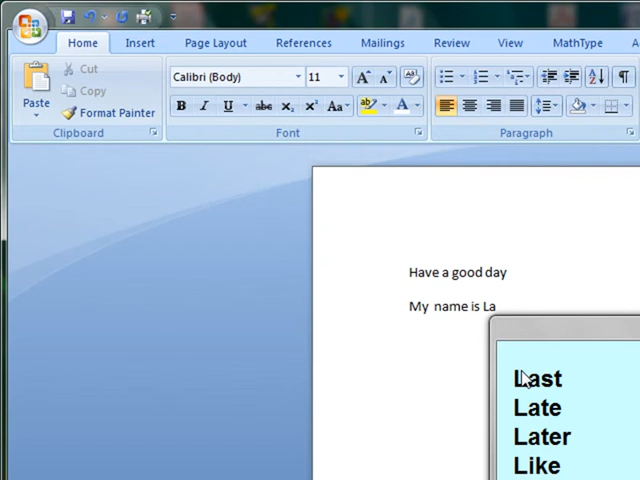 Home Insert Page Layout References Mailings Review View MathType A
Cut
Calibri (Body) 11
Copy
Paste
Format Painter
Clipboard Font Paragraph
Have a good day
My name is La
Last
Late
Later
Like